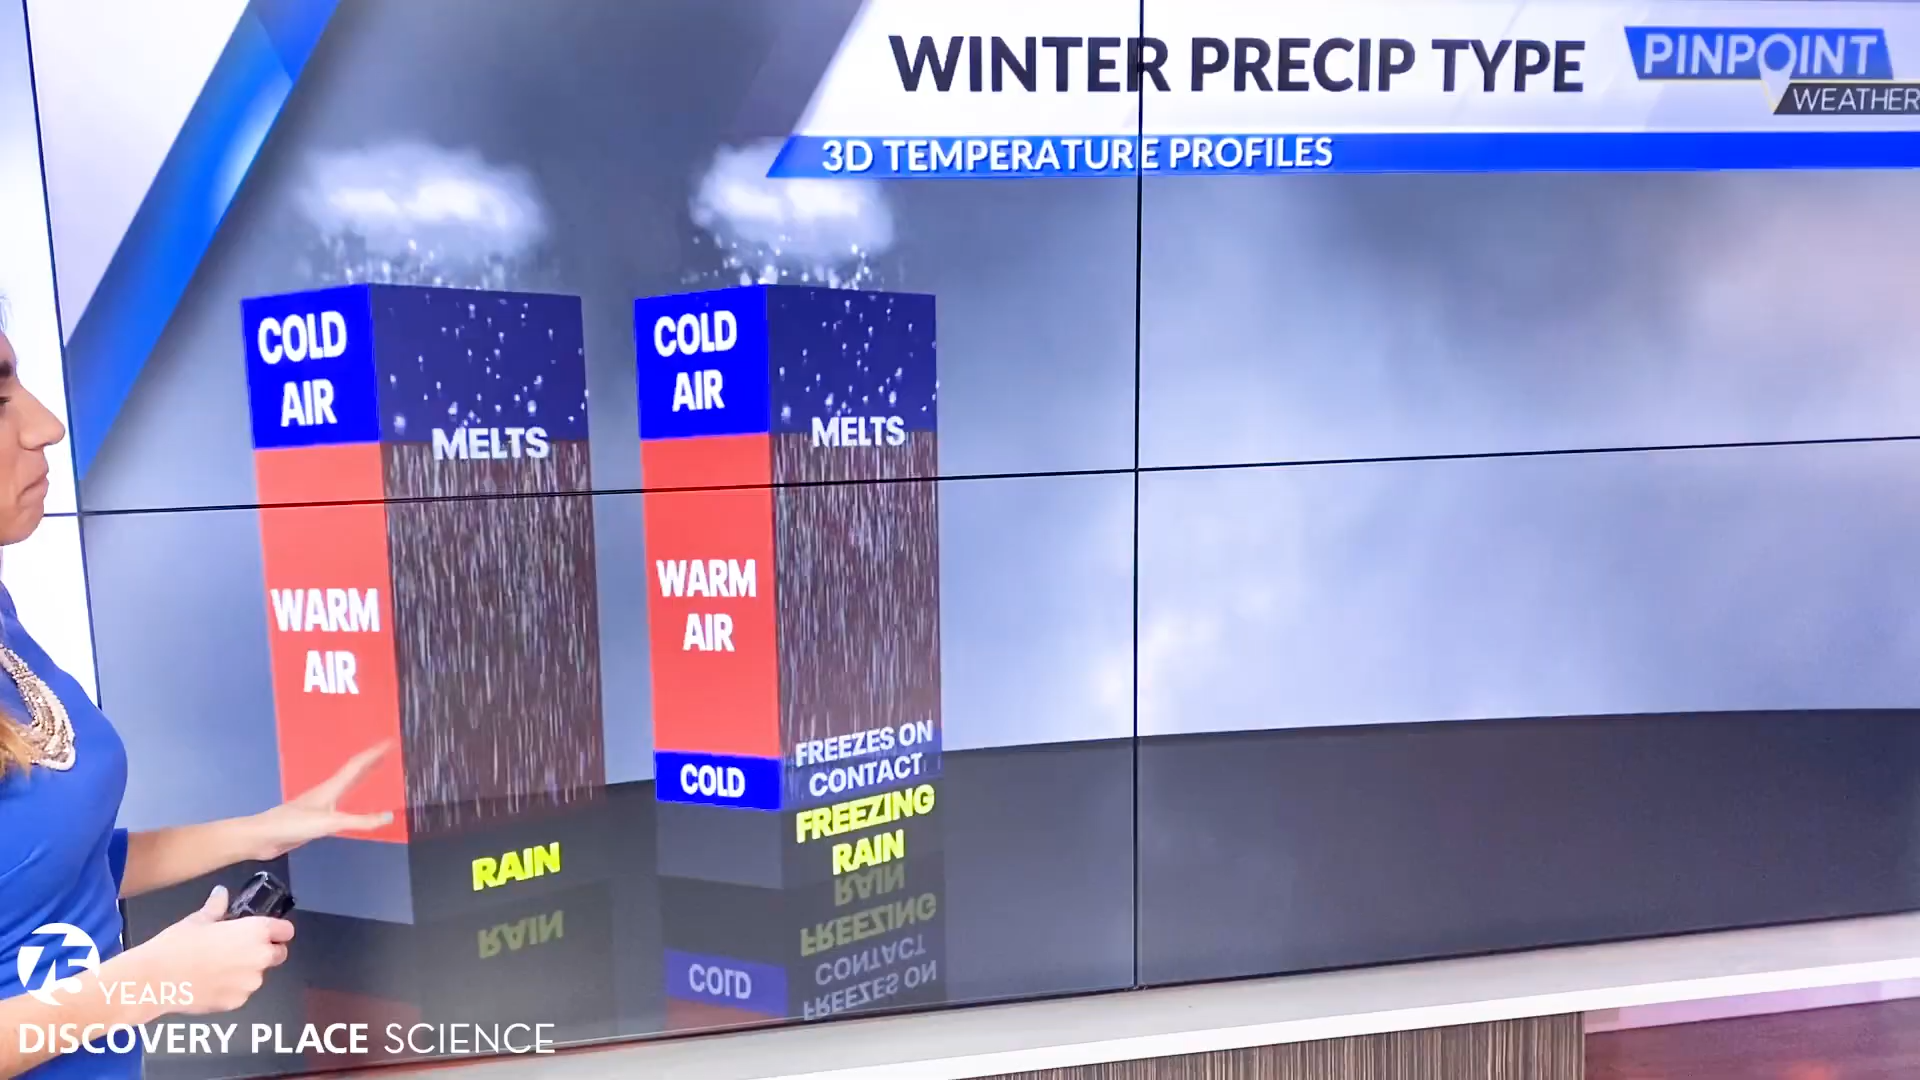 WINTER PRECIP TYPE
PINPOINT
WEATHER
3D TEMPERATURE PROFILES
COLD
AIR
MELTS
WARM
AIR
RAIN
RAIN
COLD
AIR
MELTS
WARM
AIR
FREEZES ON
CONTACT
COLD
FREEZING
RAIN
RAIN
FREEZING
COLD
CONTACT
FREEZES ON
75
YEARS
DISCOVERY PLACE SCIENCE